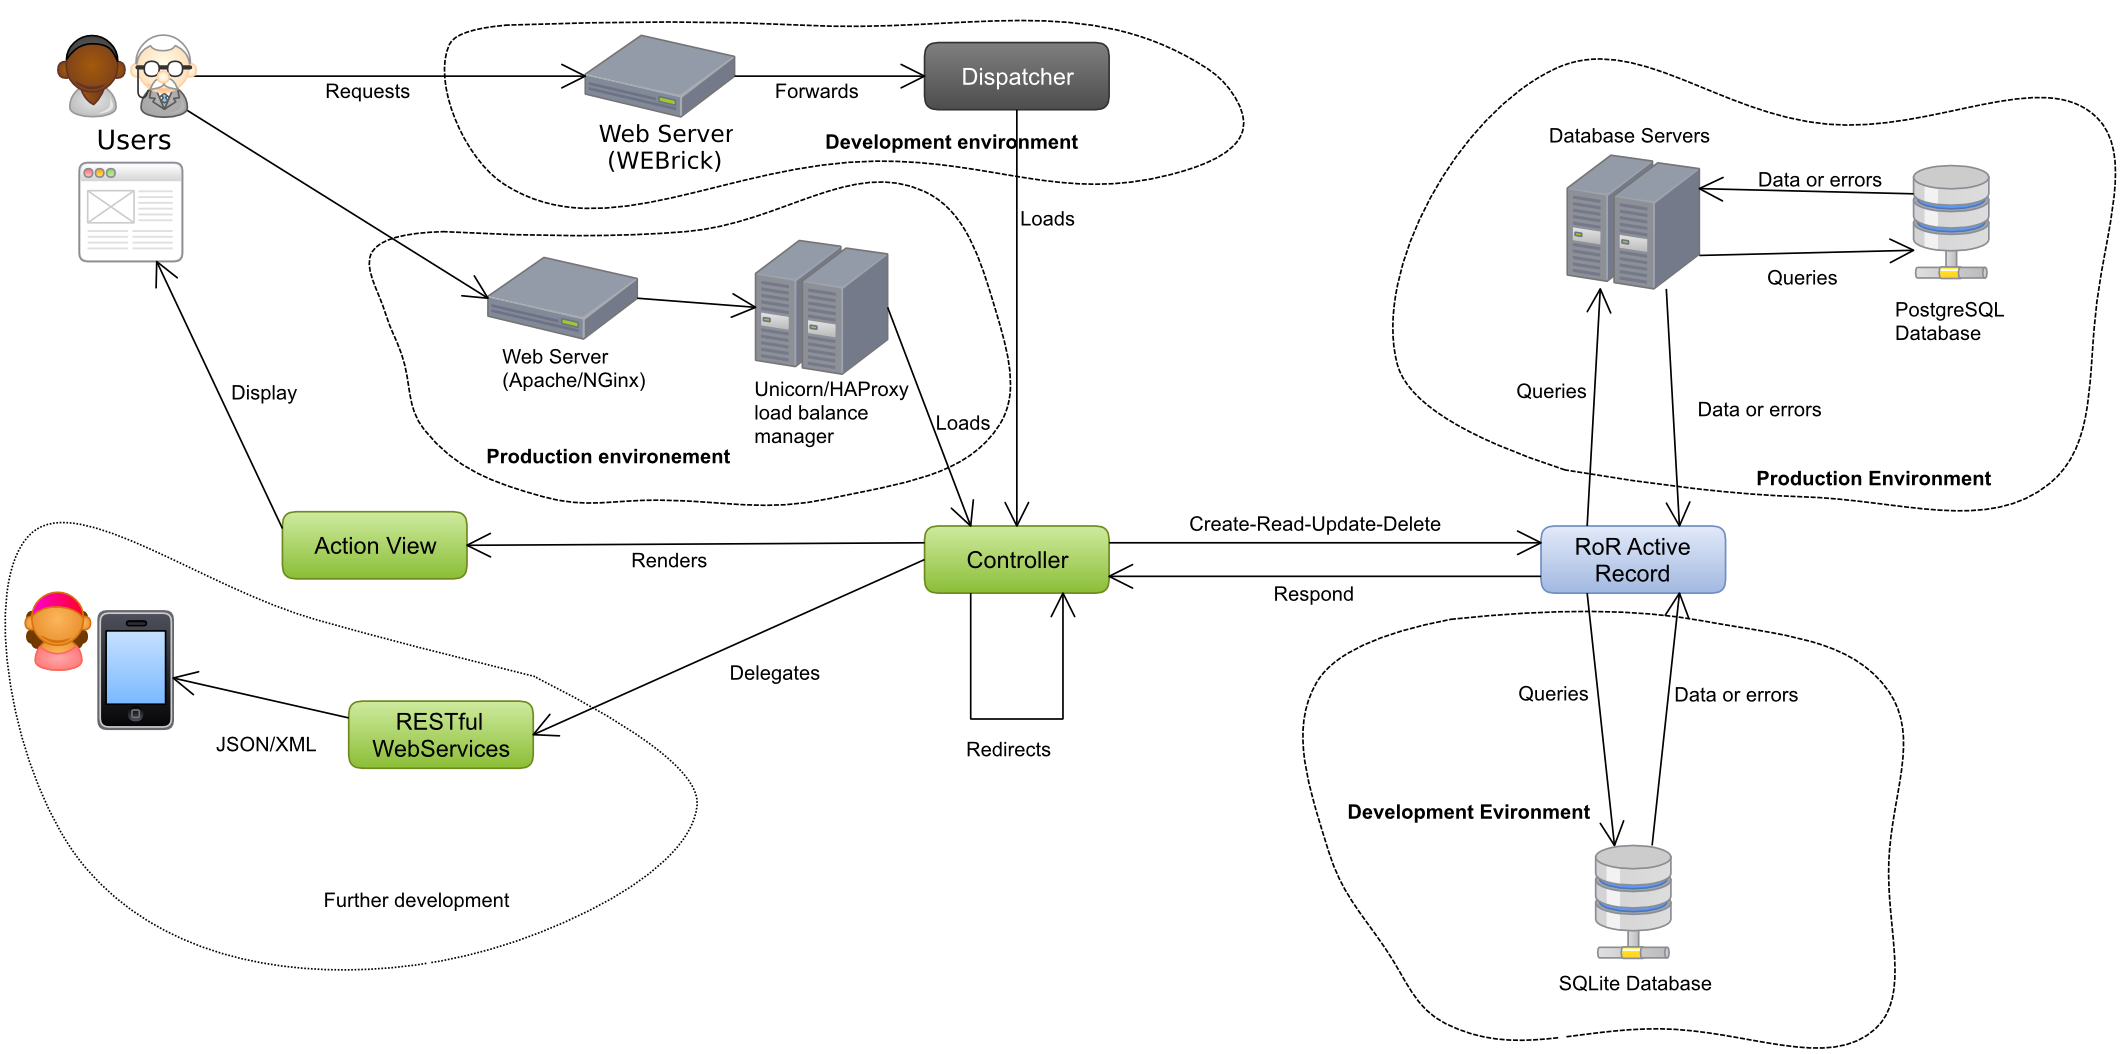 Users
Requests
Web Server
(WEBrick)
Forwards
Dispatcher
Development environment
Loads
Web Server
(Apache/NGinx)
Unicorn/HAProxy
load balance
manager
Loads
Production environement
Display
Action View
Renders
Controller
Create-Read-Update-Delete
Respond
RoR Active
Record
Redirects
Delegates
RESTful
WebServices
JSON/XML
Further development
Database Servers
Data or errors
Queries
PostgreSQL
Database
Queries
Data or errors
Production Environment
Queries
Data or errors
Development Evironment
SQLite Database